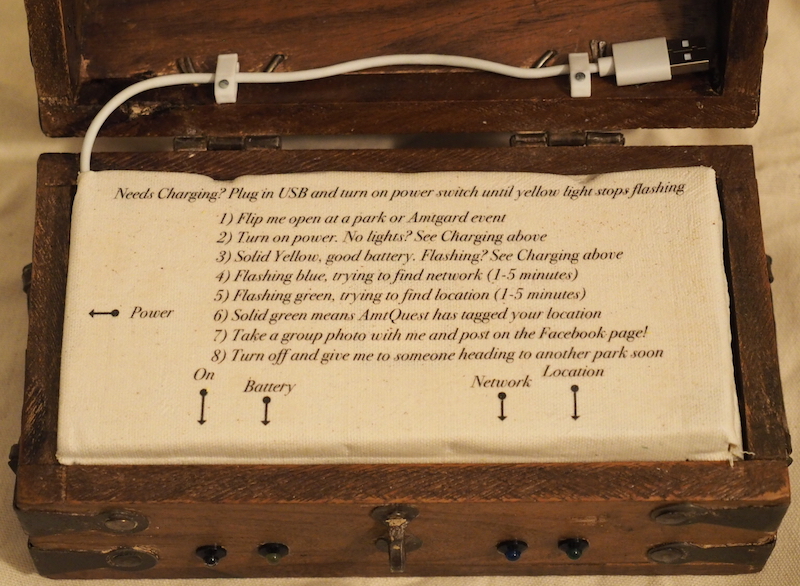 Needs Charging? Plug in USB and turn on power switch until yellow light stops flashing
1) Flip me open at a park or Amtgard event
2) Turn on power. No lights? See Charging above
3) Solid Yellow, good battery. Flashing? See Charging above
4) Flashing blue, trying to find network (1-5 minutes)
5) Flashing green, trying to find location (1-5 minutes)
6) Solid green means AmtQuest has tagged your location
7) Take a group photo with me and post on the Facebook page!
8) Turn off and give me to someone heading to another park soon
Power
On
Battery
Network
Location